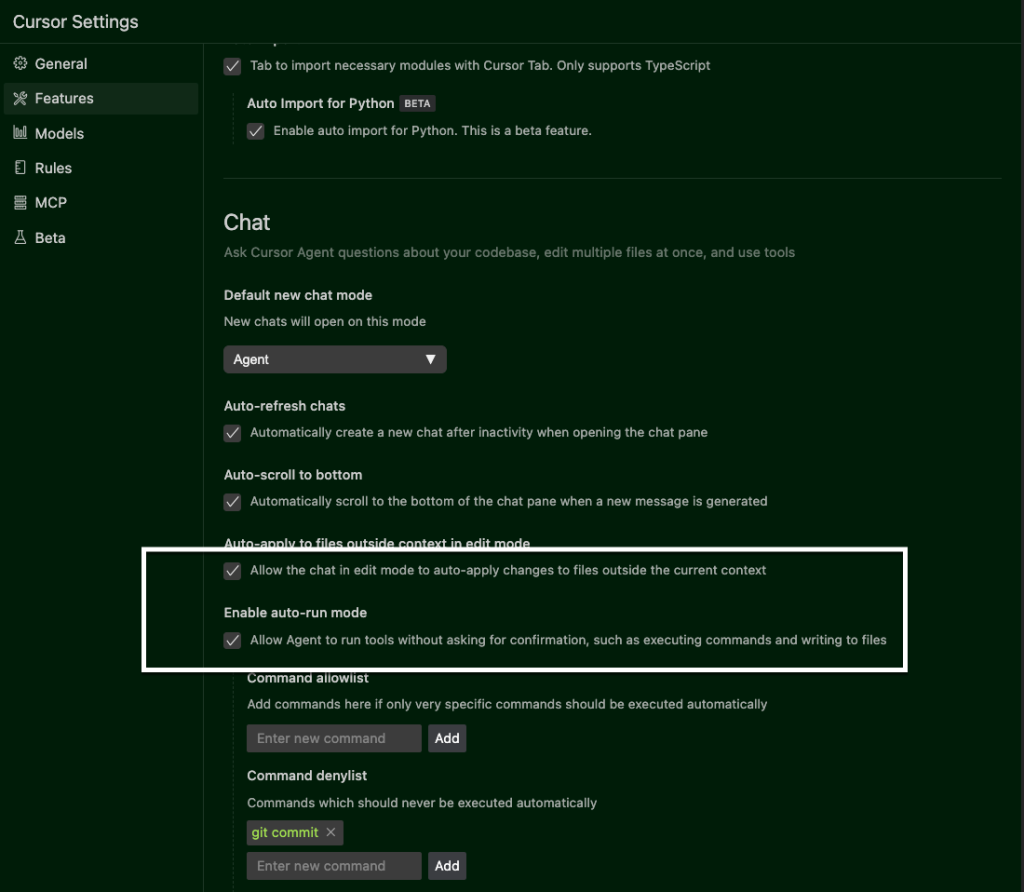 Cursor Settings
General
Features
Models
Rules
MCP
Beta
Tab to import necessary modules with Cursor Tab. Only supports TypeScript
Auto Import for Python BETA
Enable auto import for Python. This is a beta feature.
Chat
Ask Cursor Agent questions about your codebase, edit multiple files at once, and use tools
Default new chat mode
New chats will open on this mode
Agent
Auto-refresh chats
Automatically create a new chat after inactivity when opening the chat pane
Auto-scroll to bottom
Automatically scroll to the bottom of the chat pane when a new message is generated
Auto-apply to files outside context in edit mode
Allow the chat in edit mode to auto-apply changes to files outside the current context
Enable auto-run mode
Allow Agent to run tools without asking for confirmation, such as executing commands and writing to files
Command allowlist
Add commands here if only very specific commands should be executed automatically
Enter new command Add
Command denylist
Commands which should never be executed automatically
git commit
Enter new command Add